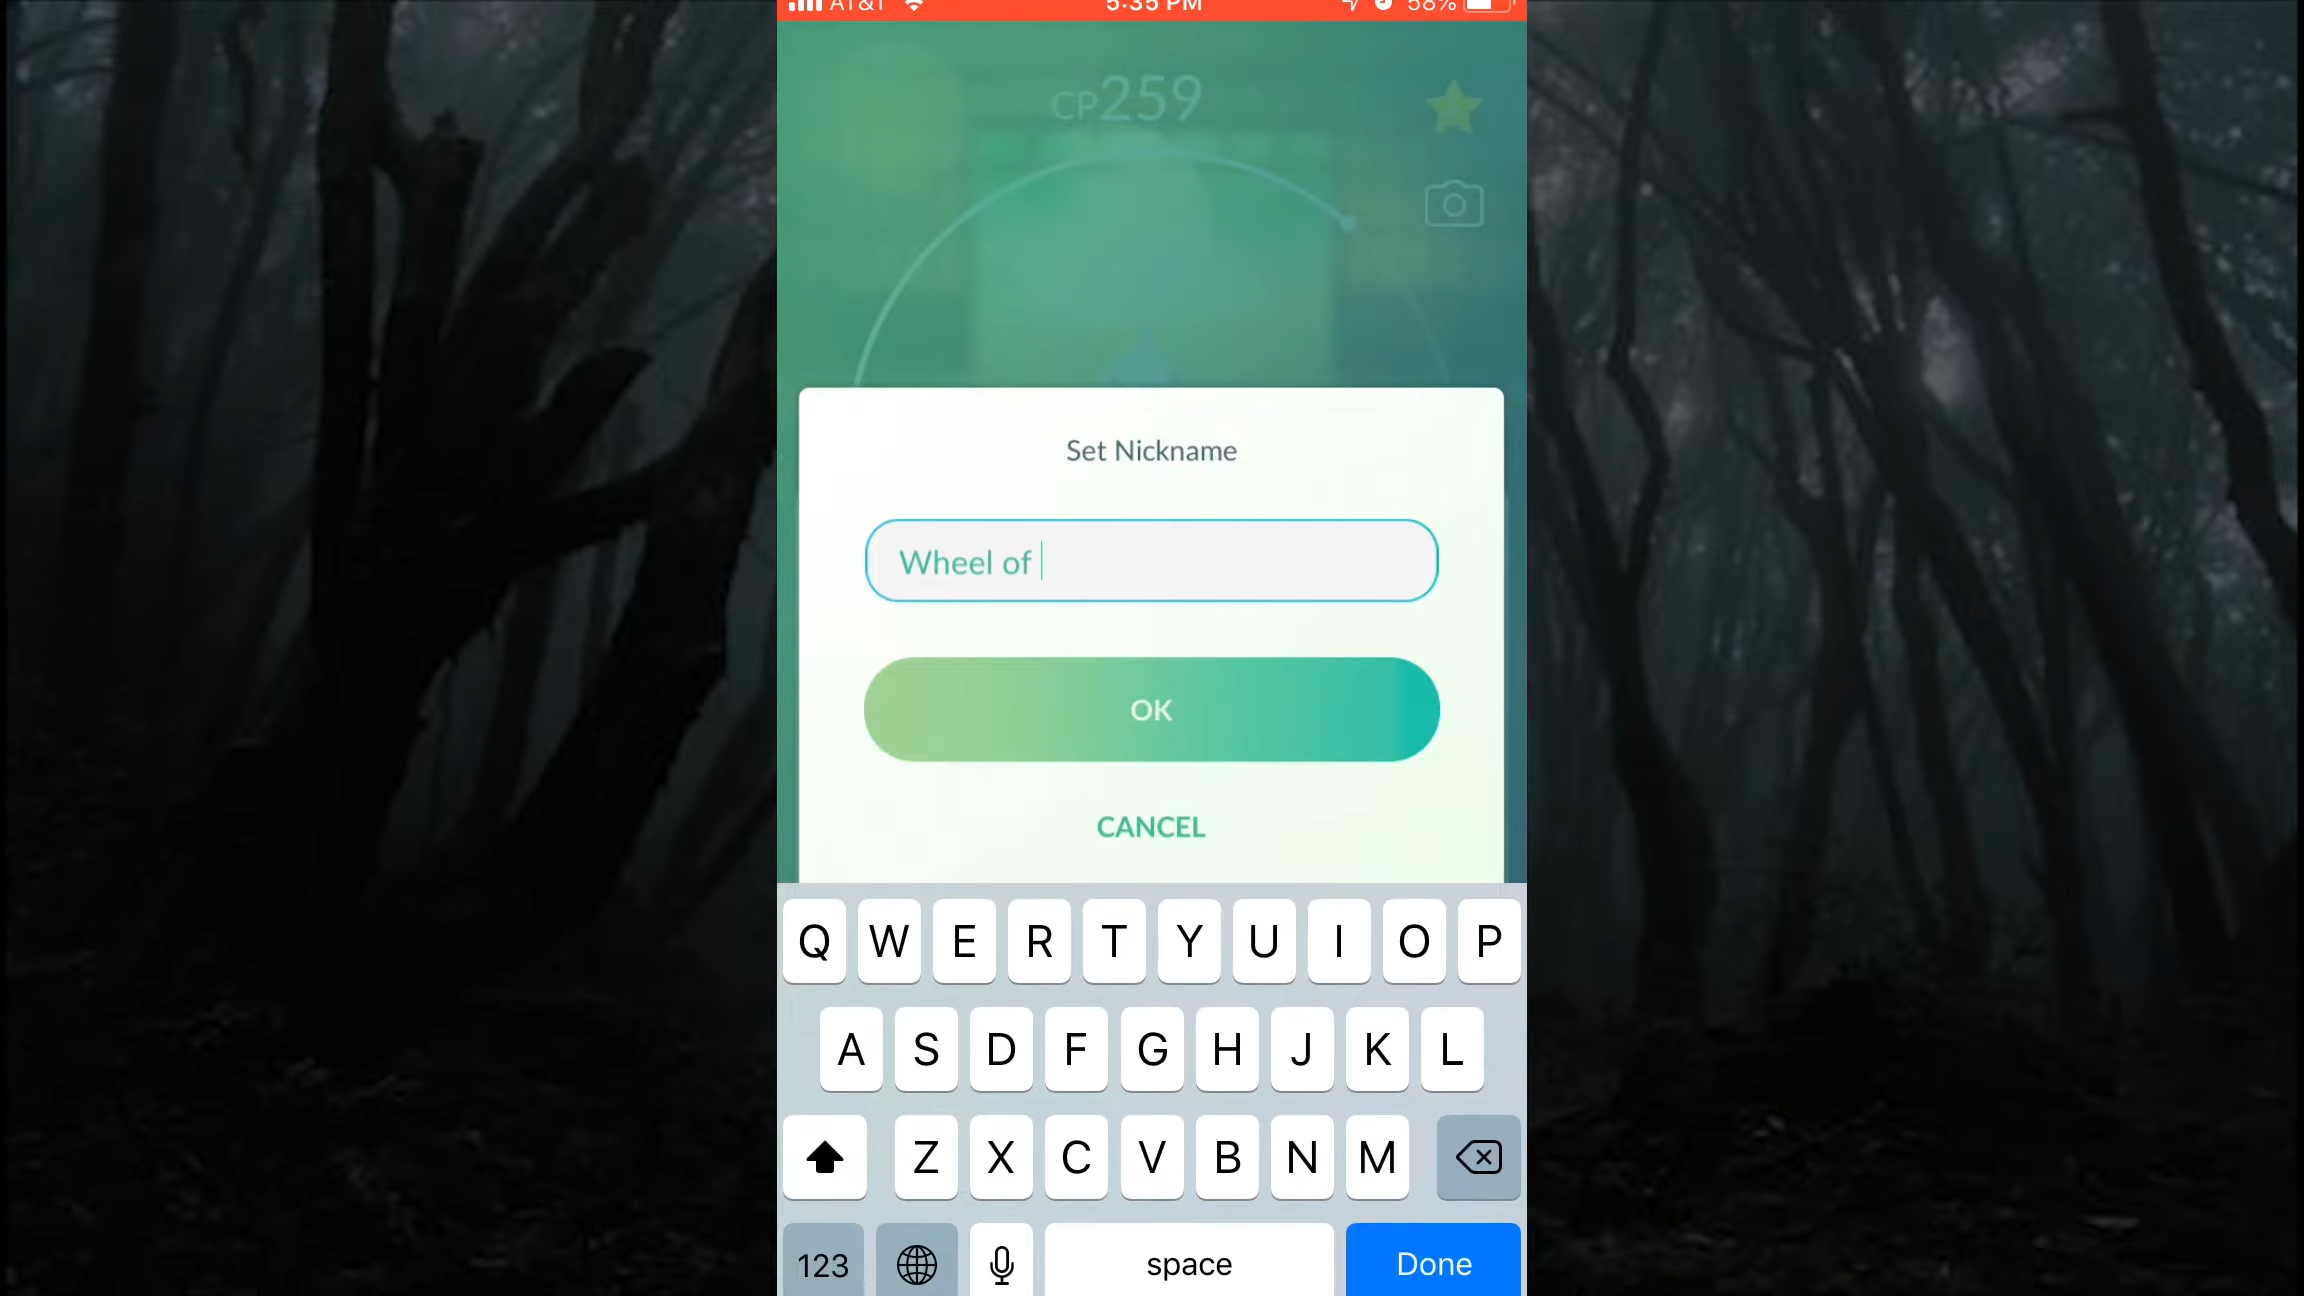 AT&T 5:35 PM 58%
CP259
Set Nickname
Wheel of
OK
CANCEL
Q W E R T Y U I O P
A S D F G H J K L
Z X C V B N M
123 space Done